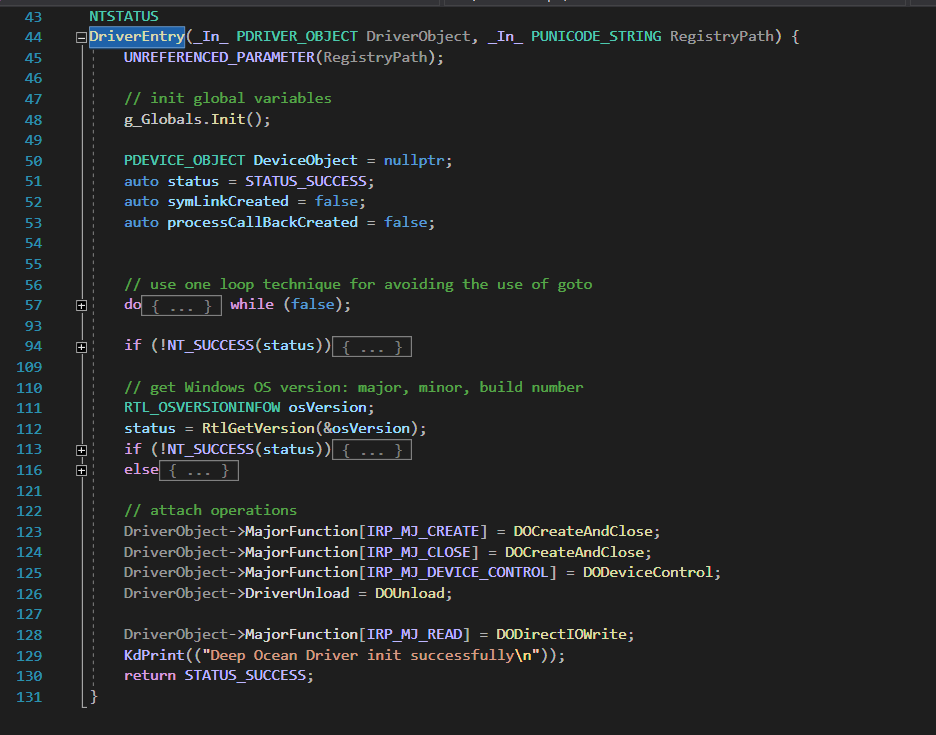 43 NTSTATUS
44 DriverEntry(_In_ PDRIVER_OBJECT DriverObject, _In_ PUNICODE_STRING RegistryPath) {
45 UNREFERENCED_PARAMETER(RegistryPath);
46
47 // init global variables
48 g_Globals.Init();
49
50 PDEVICE_OBJECT DeviceObject = nullptr;
51 auto status = STATUS_SUCCESS;
52 auto symLinkCreated = false;
53 auto processCallBackCreated = false;
54
55
56 // use one loop technique for avoiding the use of goto
57 do { ... } while (false);
93
94 if (!NT_SUCCESS(status)) { ... }
109
110 // get Windows OS version: major, minor, build number
111 RTL_OSVERSIONINFOW osVersion;
112 status = RtlGetVersion(&osVersion);
113 if (!NT_SUCCESS(status)) { ... }
116 else { ... }
121
122 // attach operations
123 DriverObject->MajorFunction[IRP_MJ_CREATE] = DOCreateAndClose;
124 DriverObject->MajorFunction[IRP_MJ_CLOSE] = DOCreateAndClose;
125 DriverObject->MajorFunction[IRP_MJ_DEVICE_CONTROL] = DODeviceControl;
126 DriverObject->DriverUnload = DOUnload;
127
128 DriverObject->MajorFunction[IRP_MJ_READ] = DODirectIOWrite;
129 KdPrint(("Deep Ocean Driver init successfully\n"));
130 return STATUS_SUCCESS;
131 }